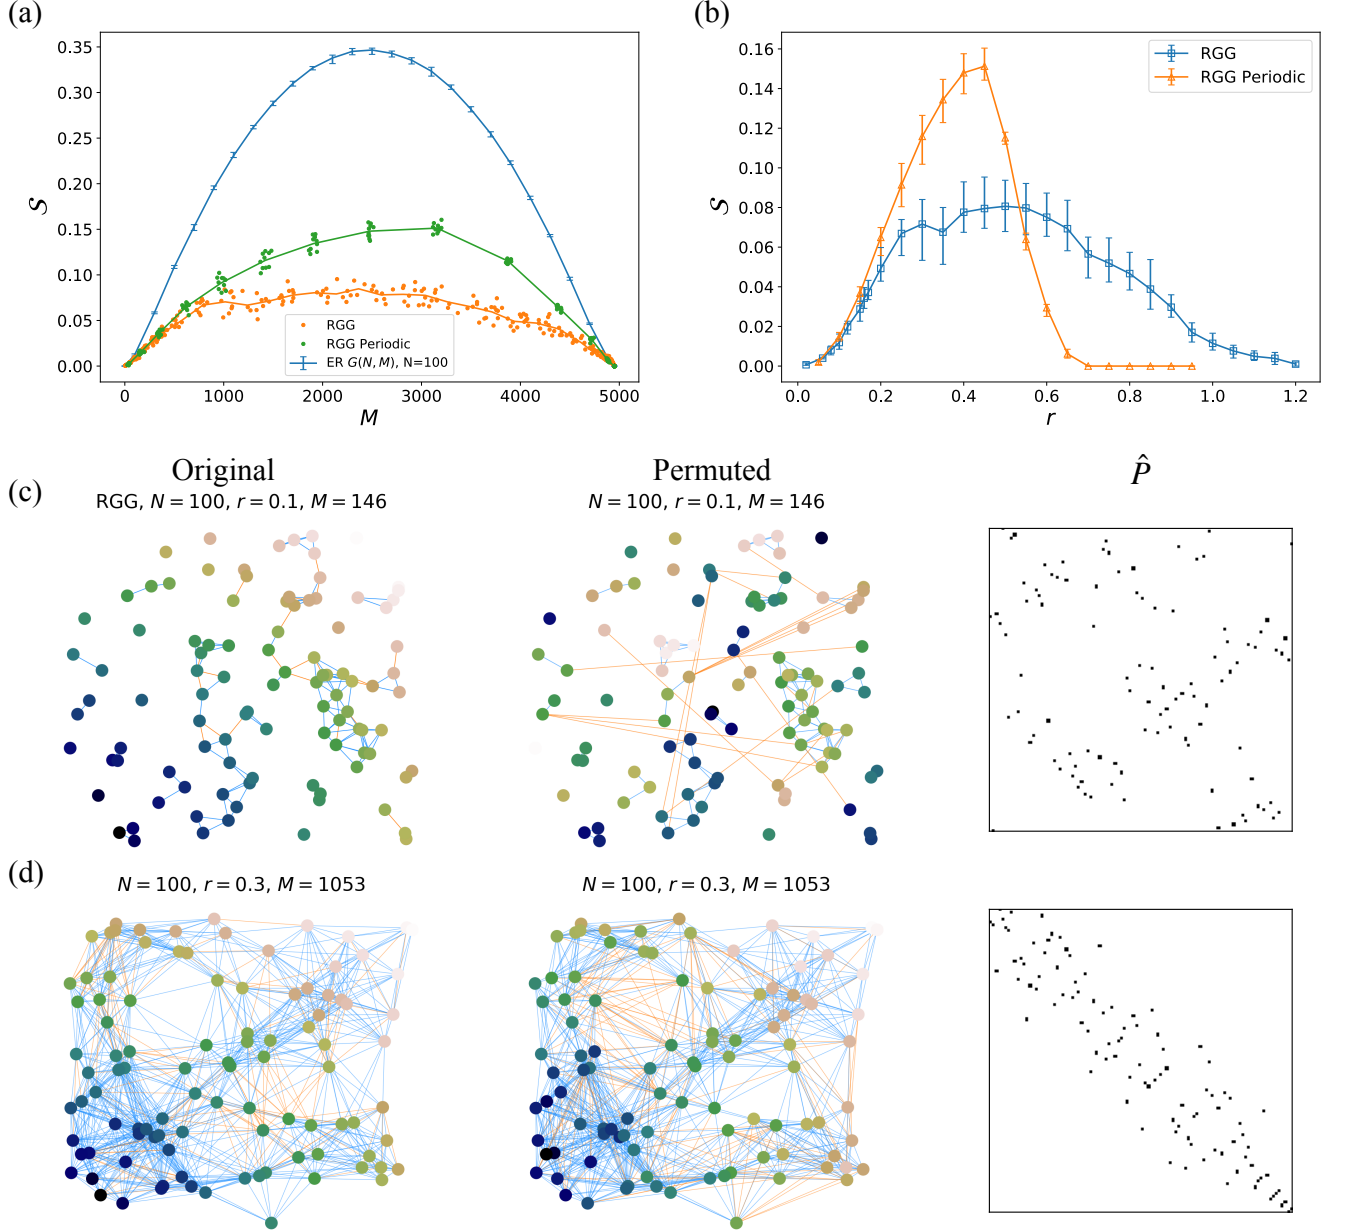 (a)
0.35
0.30
0.25
0.20
0.15
0.10
0.05
0.00
𝒮
0 1000 2000 3000 4000 5000
M
RGG
RGG Periodic
ER G(N, M), N=100
(b)
0.16
0.14
0.12
0.10
0.08
0.06
0.04
0.02
0.00
𝒮
0.0 0.2 0.4 0.6 0.8 1.0 1.2
r
RGG
RGG Periodic
Original Permuted P̂
(c)
RGG, N = 100, r = 0.1, M = 146
N = 100, r = 0.1, M = 146
(d)
N = 100, r = 0.3, M = 1053
N = 100, r = 0.3, M = 1053